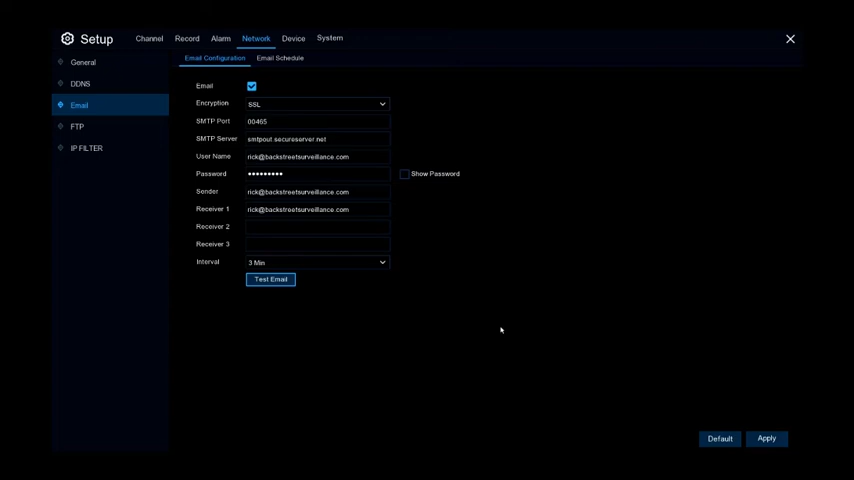 Setup Channel Record Alarm Network Device System
General
DDNS
Email
FTP
IP FILTER
Email Configuration Email Schedule
Email
Encryption SSL
SMTP Port 00465
SMTP Server smtpout.secureserver.net
User Name rick@backstreetsurveillance.com
Password ••••••••• Show Password
Sender rick@backstreetsurveillance.com
Receiver 1 rick@backstreetsurveillance.com
Receiver 2
Receiver 3
Interval 3 Min
Test Email
Default Apply